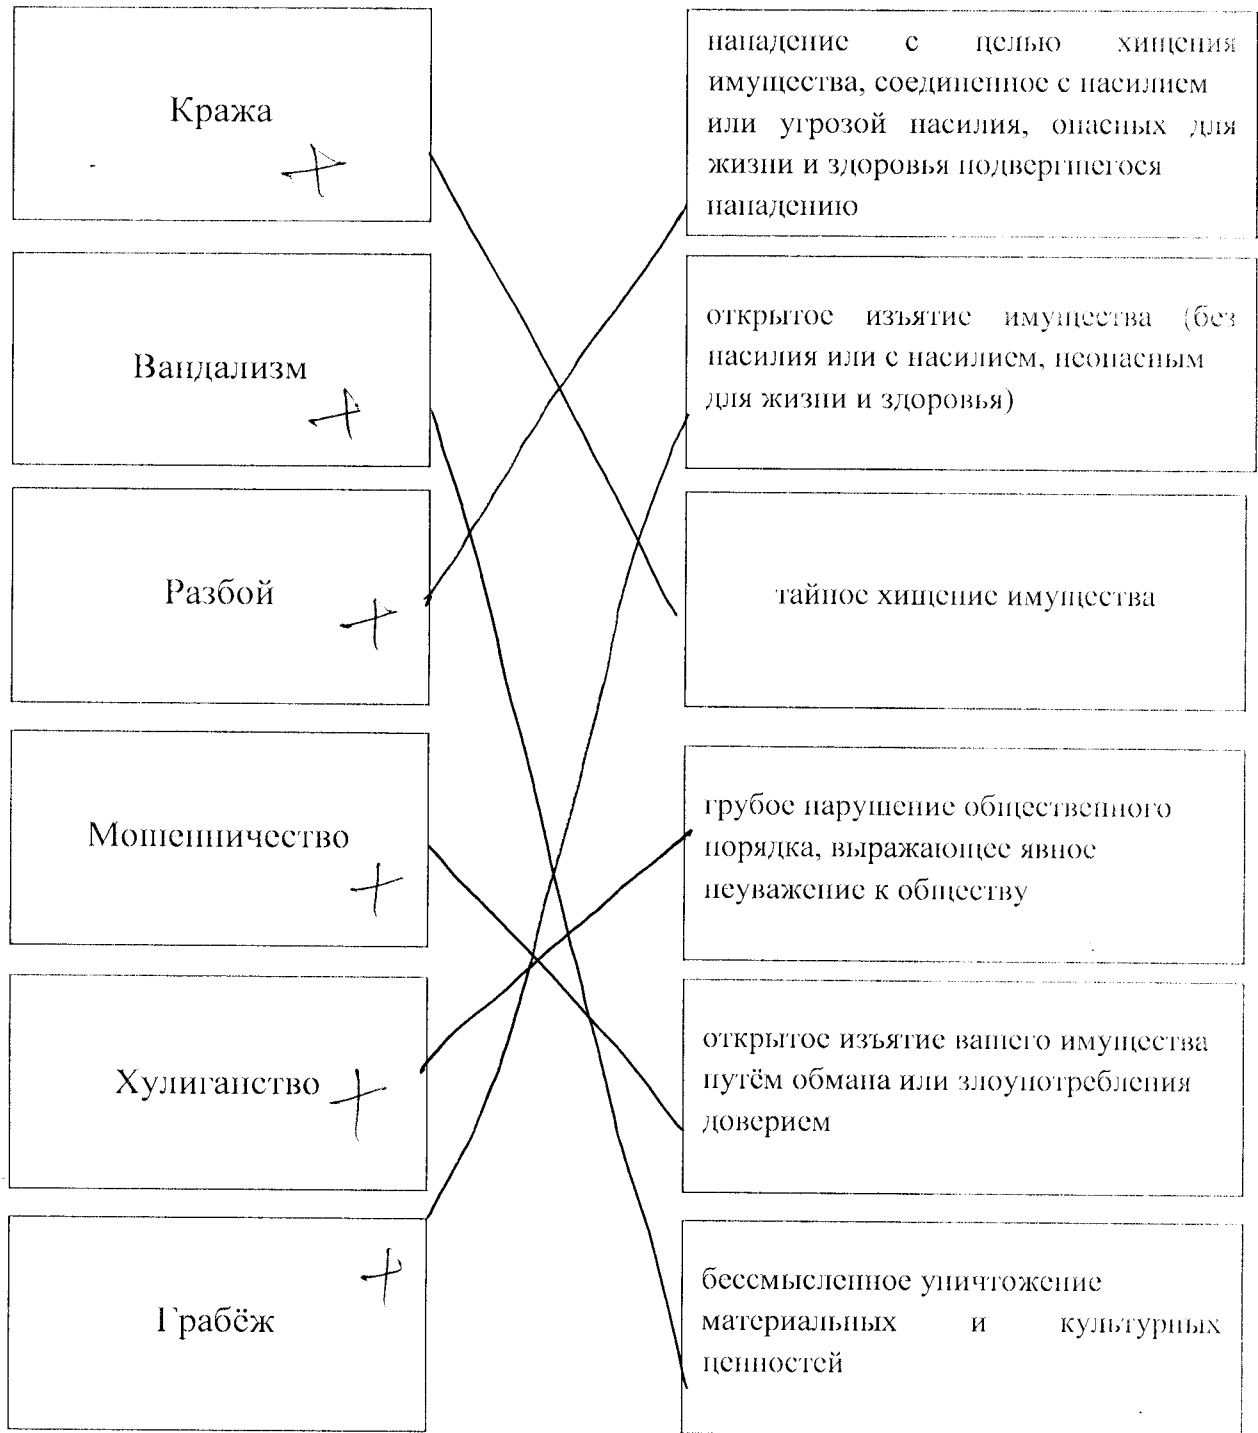 Кража
Вандализм
Разбой
Мошенничество
Хулиганство
Грабёж
нападение с целью хищения
имущества, соединенное с насилием
или угрозой насилия, опасных для
жизни и здоровья подвергшегося
нападению
открытое изъятие имущества (без
насилия или с насилием, неопасным
для жизни и здоровья)
тайное хищение имущества
грубое нарушение общественного
порядка, выражающее явное
неуважение к обществу
открытое изъятие вашего имущества
путём обмана или злоупотребления
доверием
бессмысленное уничтожение
материальных и культурных
ценностей